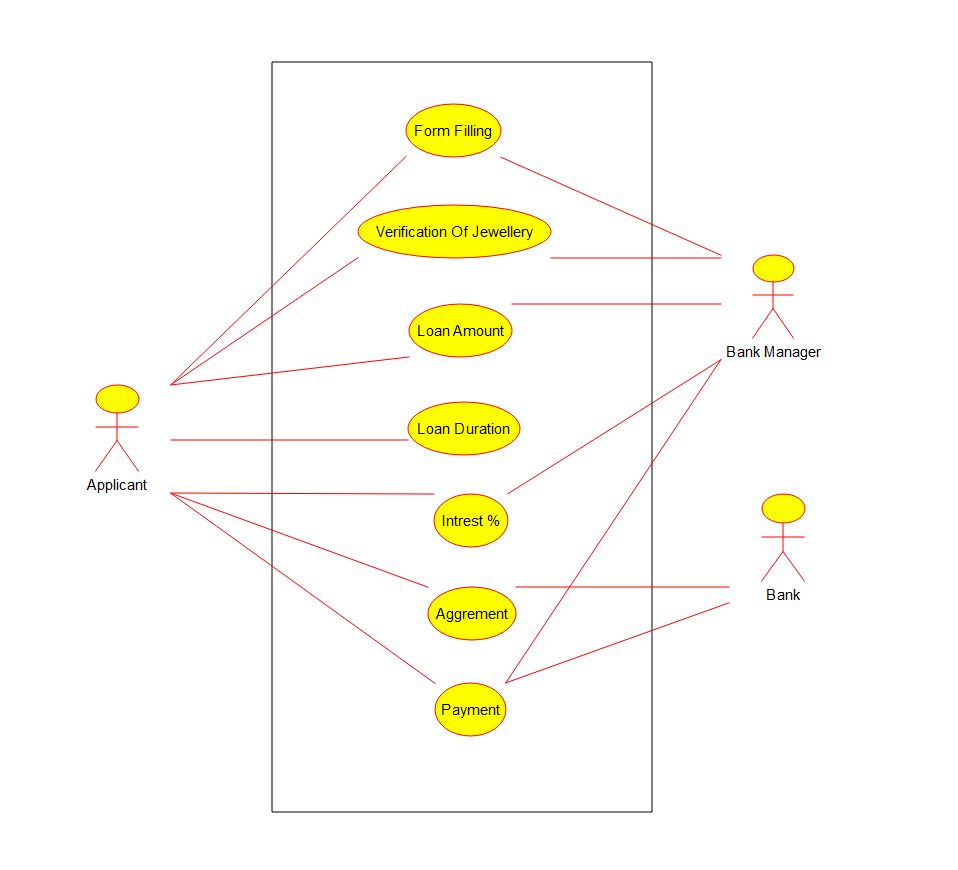 Form Filling
Verification Of Jewellery
Loan Amount
Bank Manager
Loan Duration
Applicant
Intrest %
Bank
Aggrement
Payment